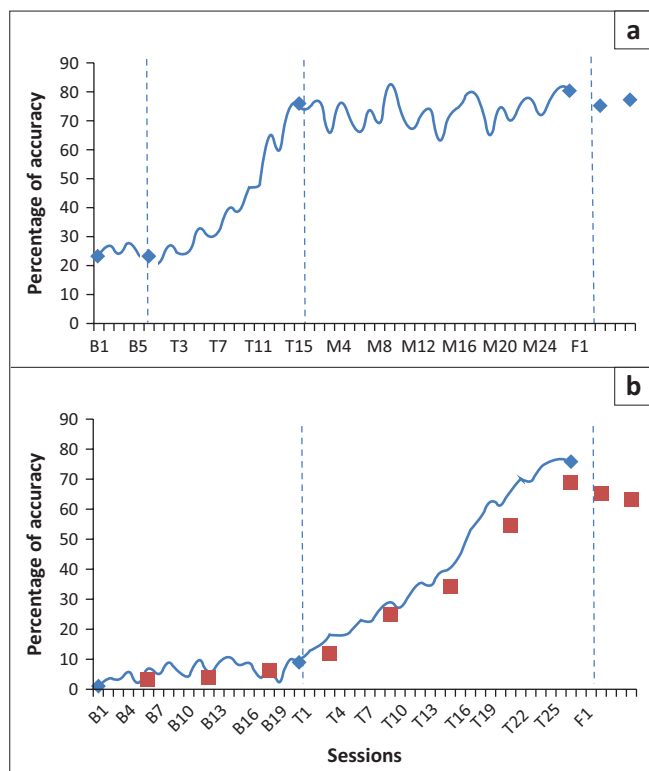 a
90
80
70
60
50
40
30
20
10
0
Percentage of accuracy
B1 B5 T3 T7 T11 T15 M4 M8 M12 M16 M20 M24 F1
b
90
80
70
60
50
40
30
20
10
0
Percentage of accuracy
B1 B4 B7 B10 B13 B16 B19 T1 T4 T7 T10 T13 T16 T19 T22 T25 F1
Sessions